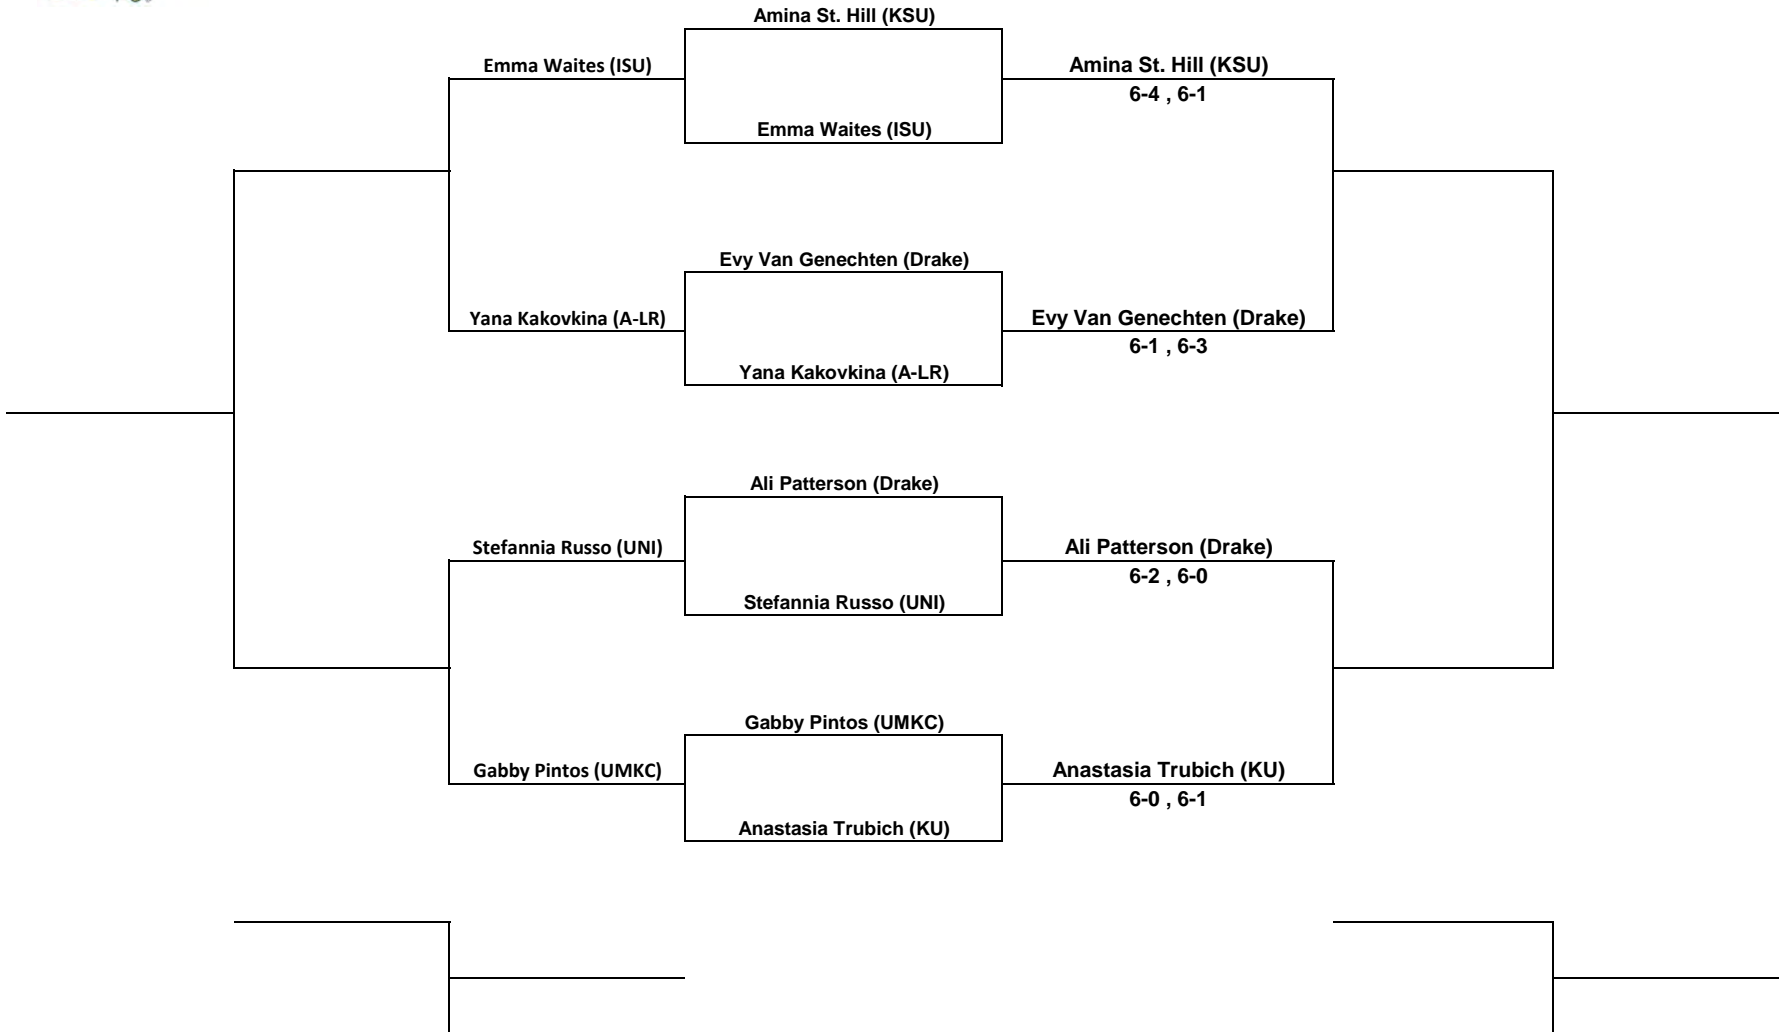 Amina St. Hill (KSU)
Emma Waites (ISU)
Amina St. Hill (KSU)
6-4 , 6-1
Emma Waites (ISU)
Evy Van Genechten (Drake)
Yana Kakovkina (A-LR)
Evy Van Genechten (Drake)
6-1 , 6-3
Yana Kakovkina (A-LR)
Ali Patterson (Drake)
Stefannia Russo (UNI)
Ali Patterson (Drake)
6-2 , 6-0
Stefannia Russo (UNI)
Gabby Pintos (UMKC)
Gabby Pintos (UMKC)
Anastasia Trubich (KU)
6-0 , 6-1
Anastasia Trubich (KU)